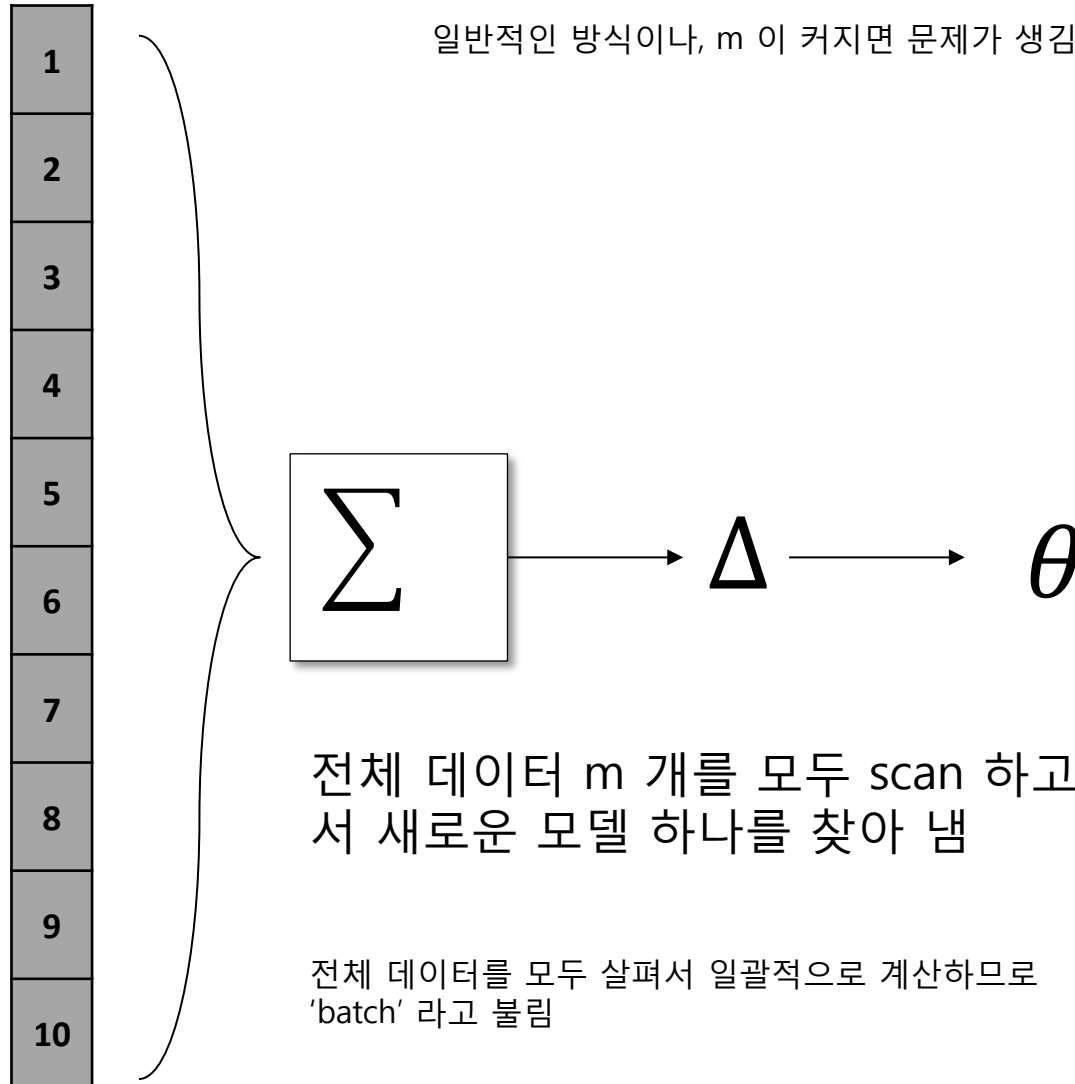 일반적인 방식이나, m 이 커지면 문제가 생김
1
2
3
4
5
6
7
8
9
10
∑
Δ
θ
전체 데이터 m 개를 모두 scan 하고
서 새로운 모델 하나를 찾아 냄
전체 데이터를 모두 살펴서 일괄적으로 계산하므로
‘batch’ 라고 불림